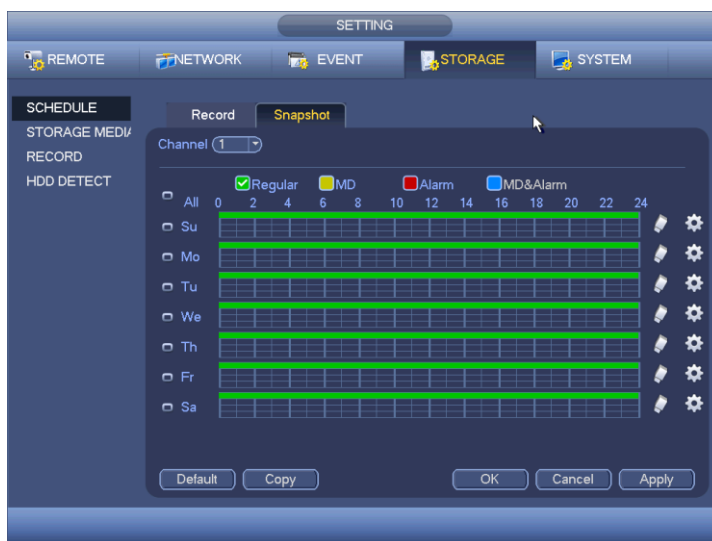 SETTING
REMOTE NETWORK EVENT STORAGE SYSTEM
SCHEDULE
STORAGE MEDIA
RECORD
HDD DETECT
Record Snapshot
Channel 1
Regular MD Alarm MD&Alarm
All 0 2 4 6 8 10 12 14 16 18 20 22 24
Su
Mo
Tu
We
Th
Fr
Sa
Default Copy OK Cancel Apply